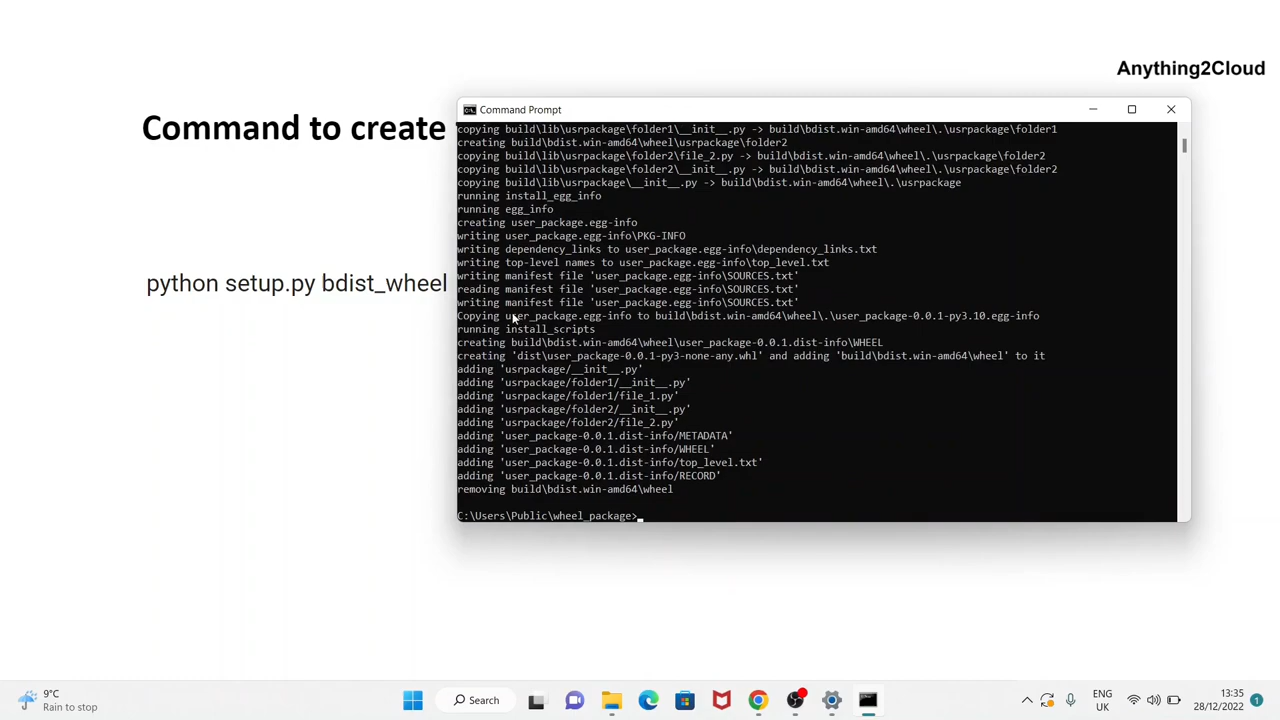 Anything2Cloud
Command to create
python setup.py bdist_wheel
Command Prompt
copying build\lib\usrpackage\folder1\__init__.py -> build\bdist.win-amd64\wheel\.\usrpackage\folder1
creating build\bdist.win-amd64\wheel\usrpackage\folder2
copying build\lib\usrpackage\folder2\file_2.py -> build\bdist.win-amd64\wheel\.\usrpackage\folder2
copying build\lib\usrpackage\folder2\__init__.py -> build\bdist.win-amd64\wheel\.\usrpackage\folder2
copying build\lib\usrpackage\__init__.py -> build\bdist.win-amd64\wheel\.\usrpackage
running install_egg_info
running egg_info
creating user_package.egg-info
writing user_package.egg-info\PKG-INFO
writing dependency_links to user_package.egg-info\dependency_links.txt
writing top-level names to user_package.egg-info\top_level.txt
writing manifest file 'user_package.egg-info\SOURCES.txt'
reading manifest file 'user_package.egg-info\SOURCES.txt'
writing manifest file 'user_package.egg-info\SOURCES.txt'
Copying user_package.egg-info to build\bdist.win-amd64\wheel\.\user_package-0.0.1-py3.10.egg-info
running install_scripts
creating build\bdist.win-amd64\wheel\user_package-0.0.1.dist-info\WHEEL
creating 'dist\user_package-0.0.1-py3-none-any.whl' and adding 'build\bdist.win-amd64\wheel' to it
adding 'usrpackage/__init__.py'
adding 'usrpackage/folder1/__init__.py'
adding 'usrpackage/folder1/file_1.py'
adding 'usrpackage/folder2/__init__.py'
adding 'usrpackage/folder2/file_2.py'
adding 'user_package-0.0.1.dist-info/METADATA'
adding 'user_package-0.0.1.dist-info/WHEEL'
adding 'user_package-0.0.1.dist-info/top_level.txt'
adding 'user_package-0.0.1.dist-info/RECORD'
removing build\bdist.win-amd64\wheel
C:\Users\Public\wheel_package>
9°C
Rain to stop
Search
ENG
UK
13:35
28/12/2022
1